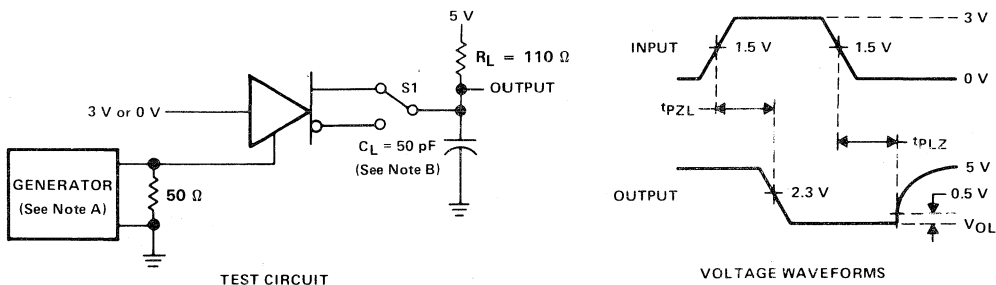 5 V
RL = 110 Ω
OUTPUT
S1
3 V or 0 V
CL = 50 pF
(See Note B)
GENERATOR
(See Note A)
50 Ω
TEST CIRCUIT
INPUT
1.5 V
1.5 V
3 V
0 V
tPZL
tPLZ
OUTPUT
2.3 V
5 V
0.5 V
VOL
VOLTAGE WAVEFORMS